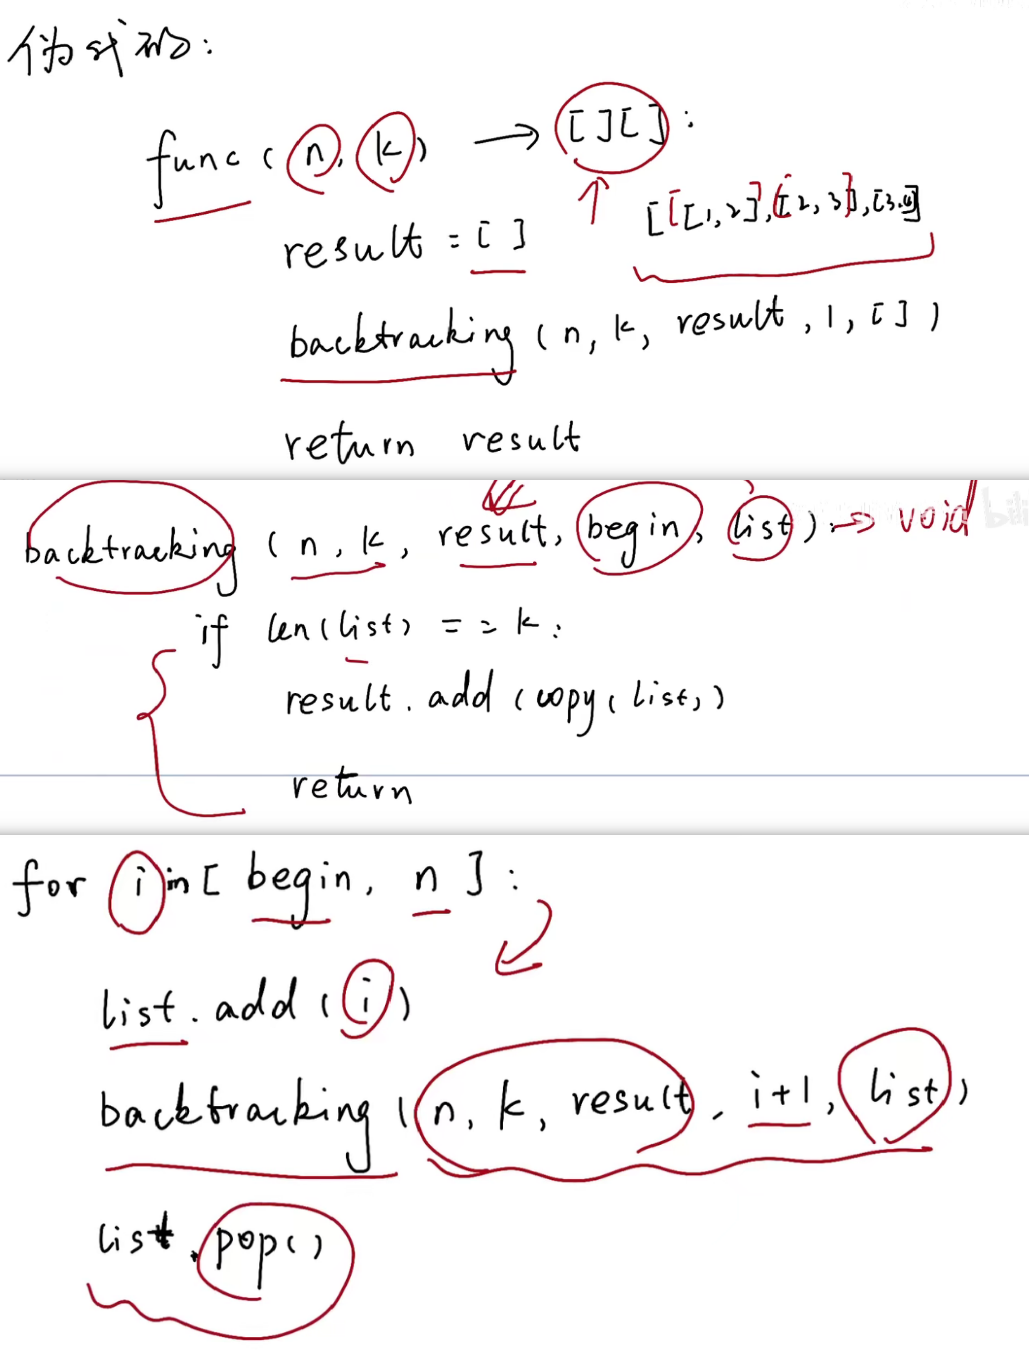 伪代码:
func(n, k) → [][]:
[[[1,2],[2,3]],[3,4]]
result = []
backtracking(n, k, result, 1, [])
return result
backtracking(n, k, result, begin, list): → void
if len(list) == k:
result.add(copy(list))
return
for i in [begin, n]:
list.add(i)
backtracking(n, k, result, i+1, list)
list.pop()